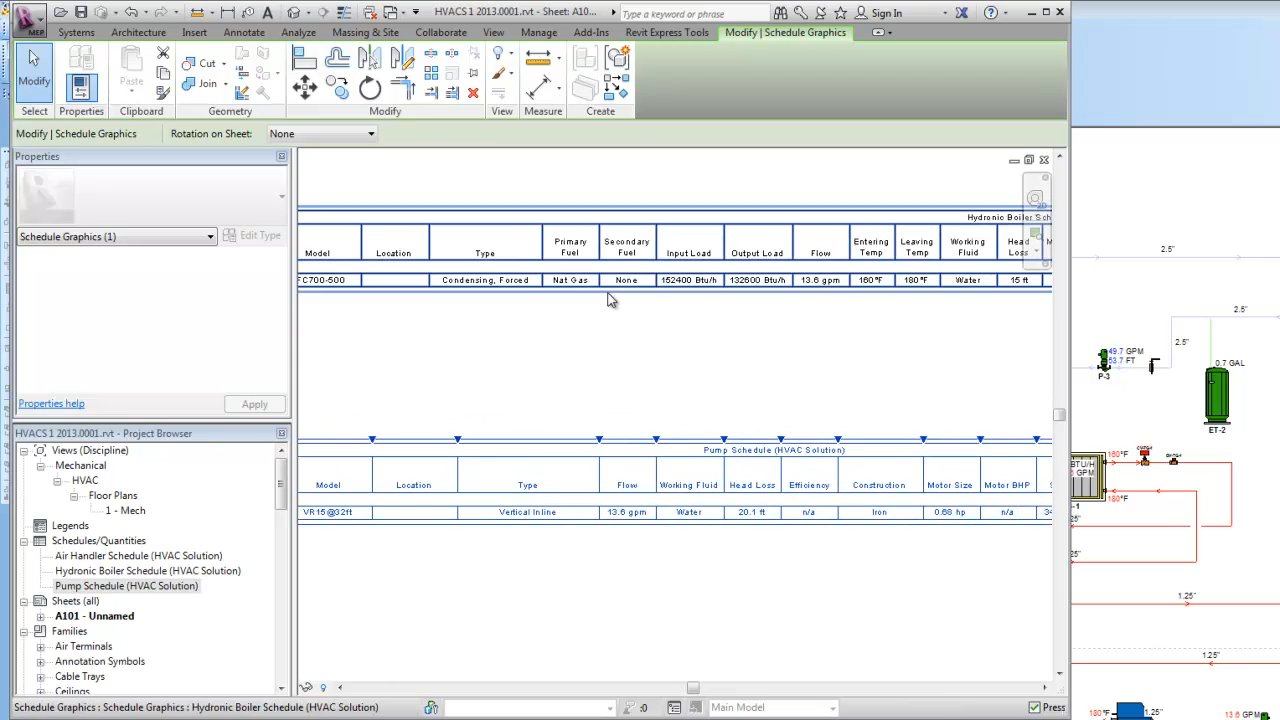 HVACS 1 2013.0001.rvt - Sheet: A10...
Type a keyword or phrase
Sign In
MEP
Systems Architecture Insert Annotate Analyze Massing & Site Collaborate View Manage Add-Ins Revit Express Tools Modify | Schedule Graphics
Modify Paste Cut Join
Select Properties Clipboard Geometry Modify View Measure Create
Modify | Schedule Graphics Rotation on Sheet: None
Properties
Schedule Graphics (1) Edit Type
Properties help Apply
HVACS 1 2013.0001.rvt - Project Browser
Views (Discipline)
Mechanical
HVAC
Floor Plans
1 - Mech
Legends
Schedules/Quantities
Air Handler Schedule (HVAC Solution)
Hydronic Boiler Schedule (HVAC Solution)
Pump Schedule (HVAC Solution)
Sheets (all)
A101 - Unnamed
Families
Air Terminals
Annotation Symbols
Cable Trays
Ceilings
2D
Hydronic Boiler Sch
Model Location Type Primary Fuel Secondary Fuel Input Load Output Load Flow Entering Temp Leaving Temp Working Fluid Head Loss
FC700-500 Condensing, Forced Nat Gas None 152400 Btu/h 132600 Btu/h 13.6 gpm 160°F 180°F Water 15 ft
Pump Schedule (HVAC Solution)
Model Location Type Flow Working Fluid Head Loss Efficiency Construction Motor Size Motor BHP
VR15@32ft Vertical Inline 13.6 gpm Water 20.1 ft n/a Iron 0.68 hp n/a 34
2.5"
2.5"
2.5"
49.7 GPM
53.7 FT
P-3
0.7 GAL
ET-2
160°F
BTU/H
GPM
180°F
-1
25"
25"
1.25"
1.25"
180°F 1.25" 13.6 GPM
Schedule Graphics : Schedule Graphics : Hydronic Boiler Schedule (HVAC Solution) :0 Main Model Press